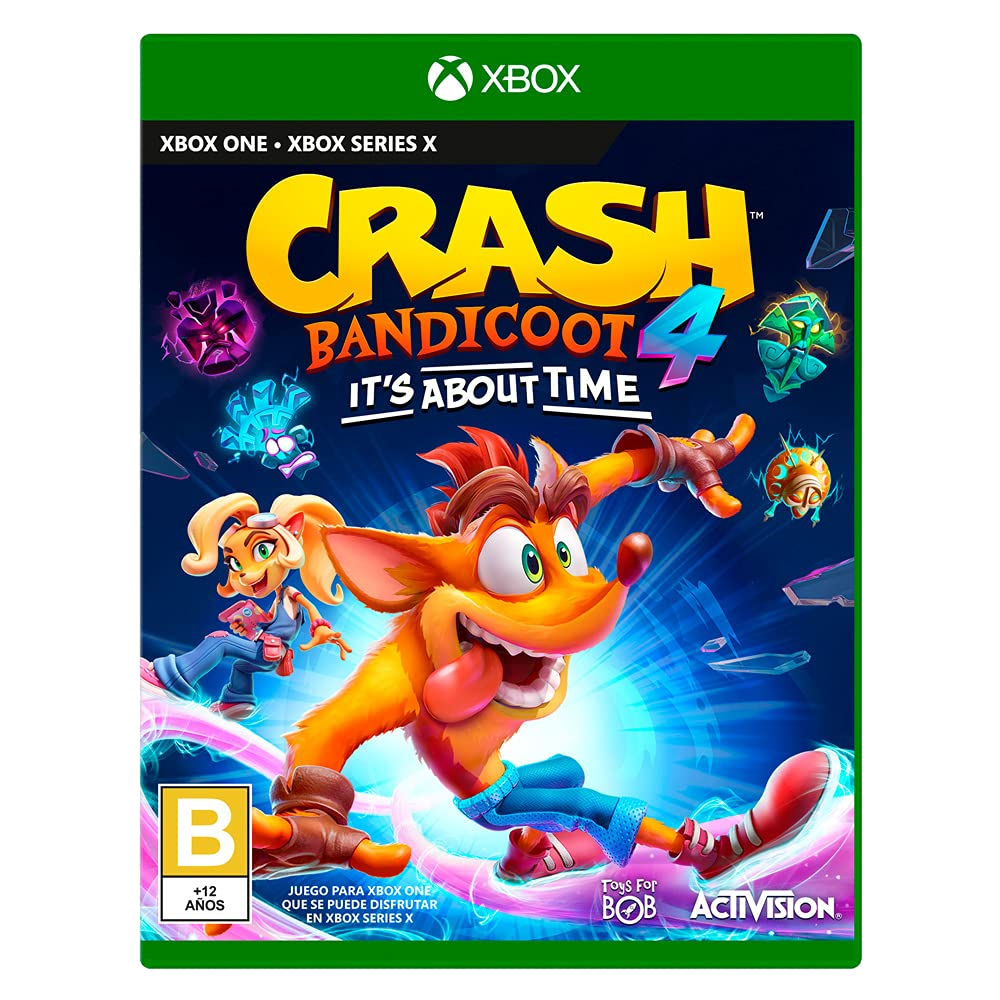 XBOX
XBOX ONE • XBOX SERIES X
CRASH™
BANDICOOT 4
IT'S ABOUT TIME
B
+12
AÑOS
JUEGO PARA XBOX ONE
QUE SE PUEDE DISFRUTAR
EN XBOX SERIES X
TOYS FOR
BOB
ACTIVISION®